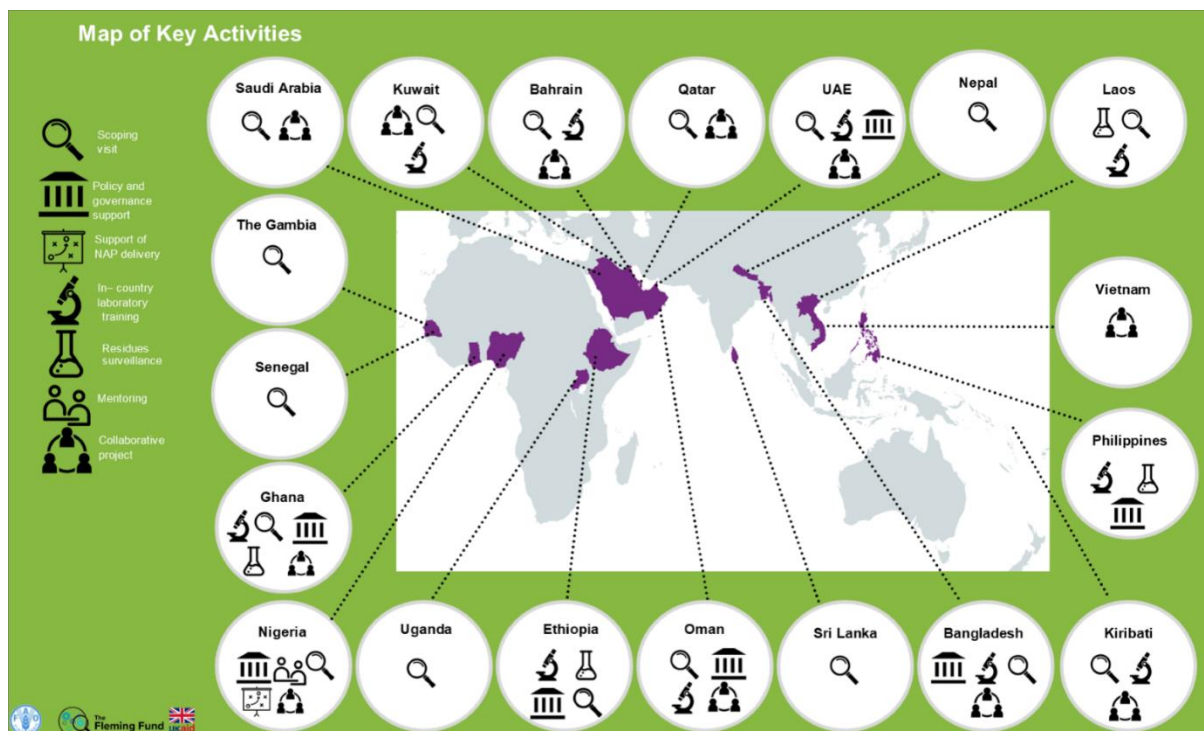 Map of Key Activities
Saudi Arabia
Kuwait
Bahrain
Qatar
UAE
Nepal
Laos
Scoping
visit
Policy and
governance
support
Support of
NAP delivery
In– country
laboratory
training
Residues
surveillance
Mentoring
Collaborative
project
The Gambia
Senegal
Ghana
Vietnam
Philippines
Nigeria
Uganda
Ethiopia
Oman
Sri Lanka
Bangladesh
Kiribati
FAO
The
Fleming Fund
UKaid